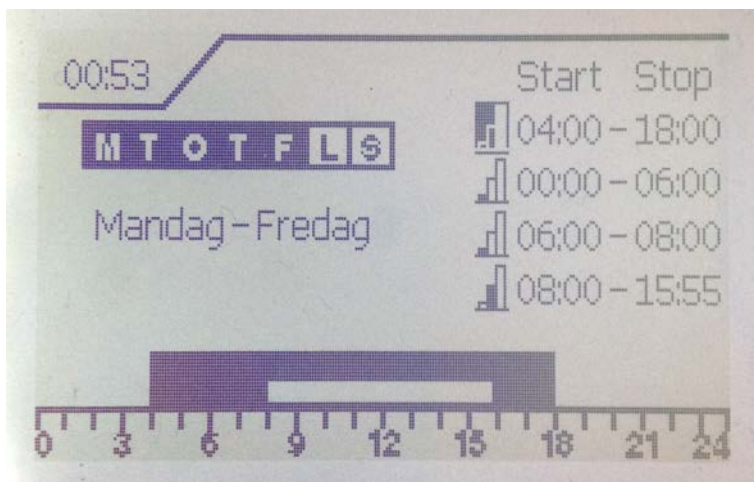 00:53
Start Stop
M T O T F L S
04:00 - 18:00
00:00 - 06:00
Mandag - Fredag
06:00 - 08:00
08:00 - 15:55
0 3 6 9 12 15 18 21 24